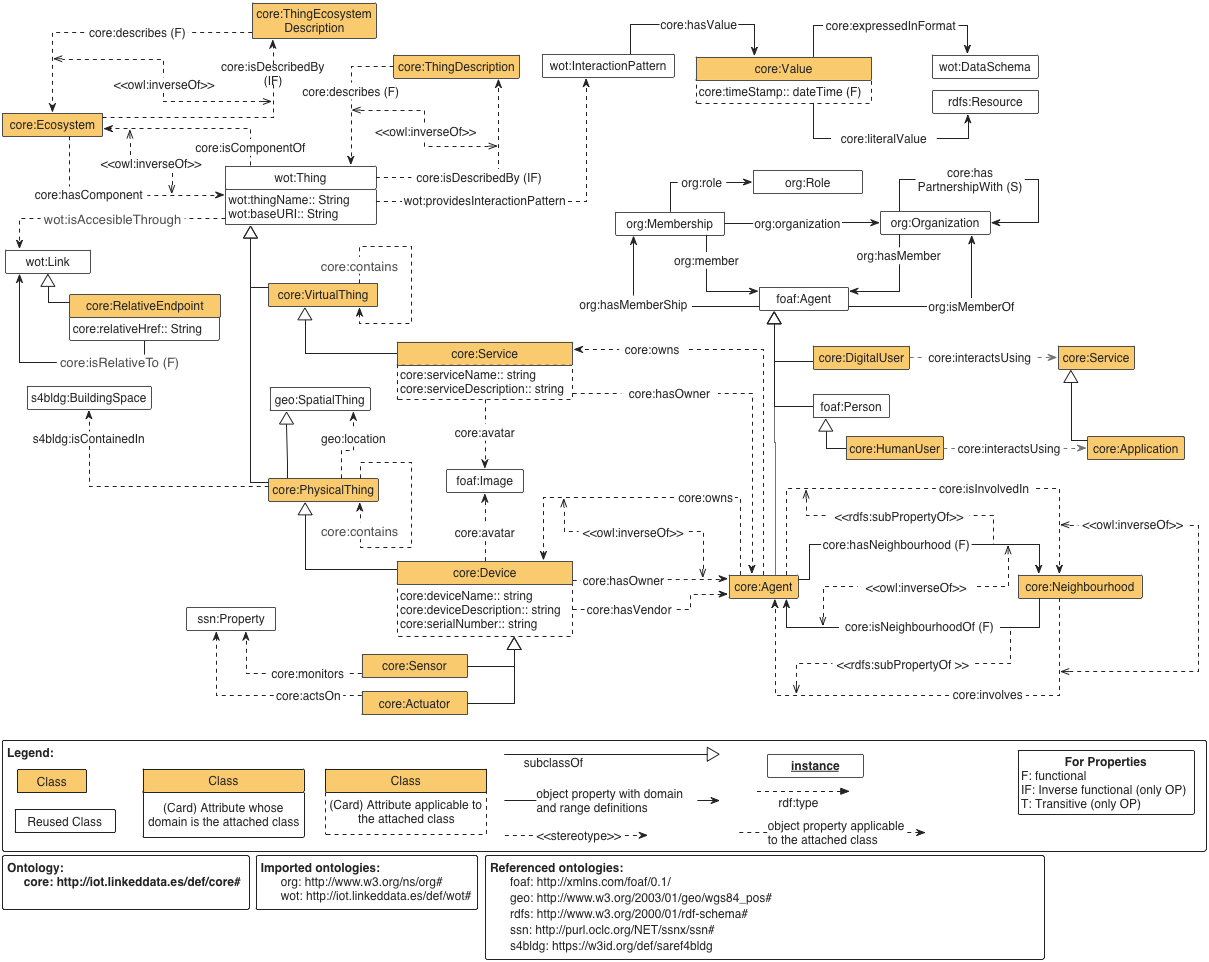 core:ThingEcosystem
Description
core:describes (F)
core:isDescribedBy
(IF)
<<owl:inverseOf>>
core:Ecosystem
core:ThingDescription
core:describes (F)
<<owl:inverseOf>>
core:isComponentOf
<<owl:inverseOf>>
core:hasComponent
wot:Thing
wot:thingName:: String
wot:baseURI:: String
core:isDescribedBy (IF)
wot:providesInteractionPattern
wot:isAccesibleThrough
wot:InteractionPattern
core:hasValue
core:Value
core:timeStamp:: dateTime (F)
core:expressedInFormat
wot:DataSchema
rdfs:Resource
core:literalValue
org:role
org:Role
core:has
PartnershipWith (S)
org:Membership
org:organization
org:Organization
org:member
org:hasMember
org:hasMemberShip
foaf:Agent
org:isMemberOf
wot:Link
core:RelativeEndpoint
core:relativeHref:: String
core:isRelativeTo (F)
core:contains
core:VirtualThing
core:Service
core:serviceName:: string
core:serviceDescription:: string
core:owns
core:hasOwner
core:DigitalUser
core:interactsUsing
core:Service
foaf:Person
core:HumanUser
core:interactsUsing
core:Application
s4bldg:BuildingSpace
s4bldg:isContainedIn
geo:SpatialThing
geo:location
core:PhysicalThing
core:contains
core:avatar
foaf:Image
core:avatar
core:owns
<<owl:inverseOf>>
core:Device
core:deviceName:: string
core:deviceDescription:: string
core:serialNumber:: string
core:hasOwner
core:hasVendor
core:Agent
core:isInvolvedIn
<<rdfs:subPropertyOf>>
<<owl:inverseOf>>
core:hasNeighbourhood (F)
<<owl:inverseOf>>
core:Neighbourhood
core:isNeighbourhoodOf (F)
<<rdfs:subPropertyOf >>
core:involves
ssn:Property
core:monitors
core:Sensor
core:actsOn
core:Actuator
Legend:
Class
Reused Class
Class
(Card) Attribute whose
domain is the attached class
Class
(Card) Attribute applicable to
the attached class
subclassOf
object property with domain
and range definitions
<<stereotype>>
instance
rdf:type
object property applicable
to the attached class
For Properties
F: functional
IF: Inverse functional (only OP)
T: Transitive (only OP)
Ontology:
core: http://iot.linkeddata.es/def/core#
Imported ontologies:
org: http://www.w3.org/ns/org#
wot: http://iot.linkeddata.es/def/wot#
Referenced ontologies:
foaf: http://xmlns.com/foaf/0.1/
geo: http://www.w3.org/2003/01/geo/wgs84_pos#
rdfs: http://www.w3.org/2000/01/rdf-schema#
ssn: http://purl.oclc.org/NET/ssnx/ssn#
s4bldg: https://w3id.org/def/saref4bldg